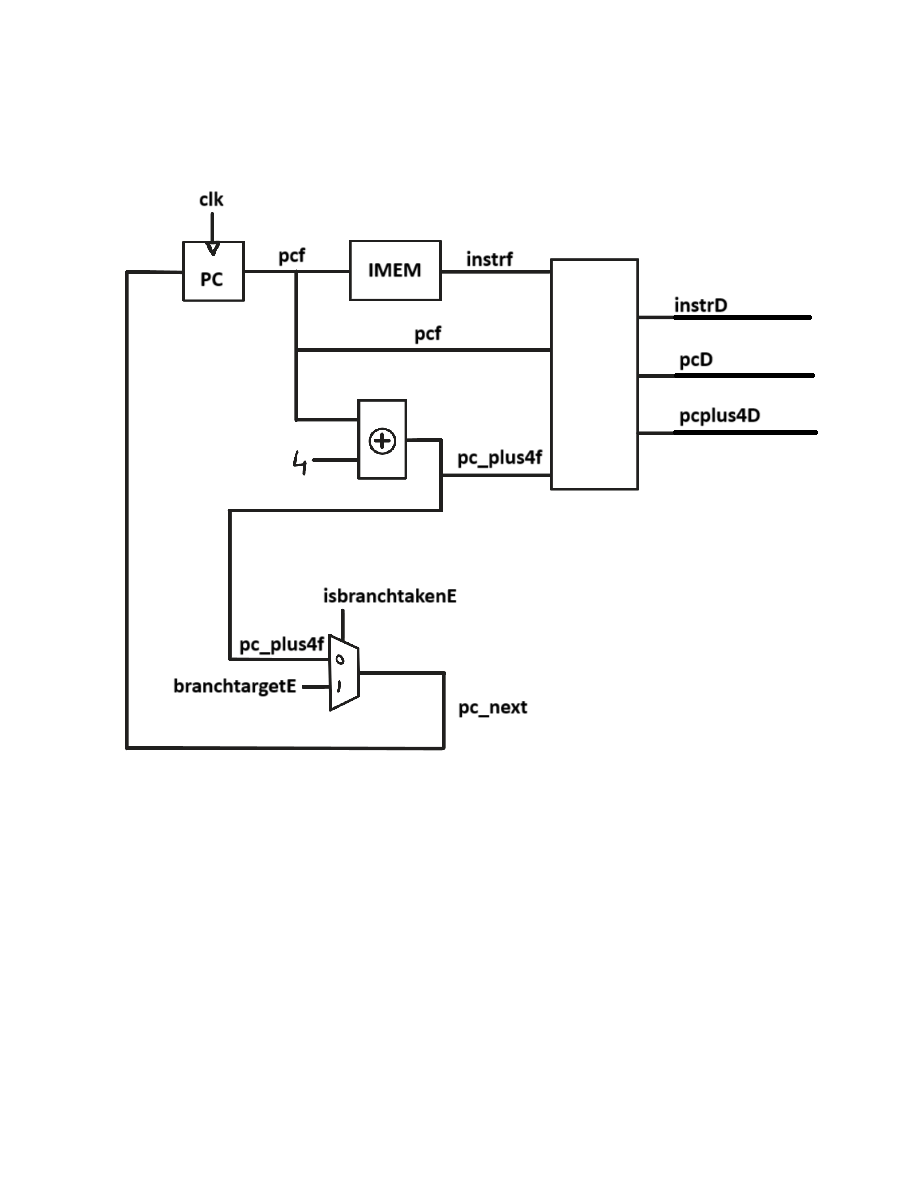 clk
PC
pcf
IMEM
instrf
instrD
pcf
pcD
pcplus4D
+
4
pc_plus4f
isbranchtakenE
pc_plus4f
0
branchtargetE
1
pc_next